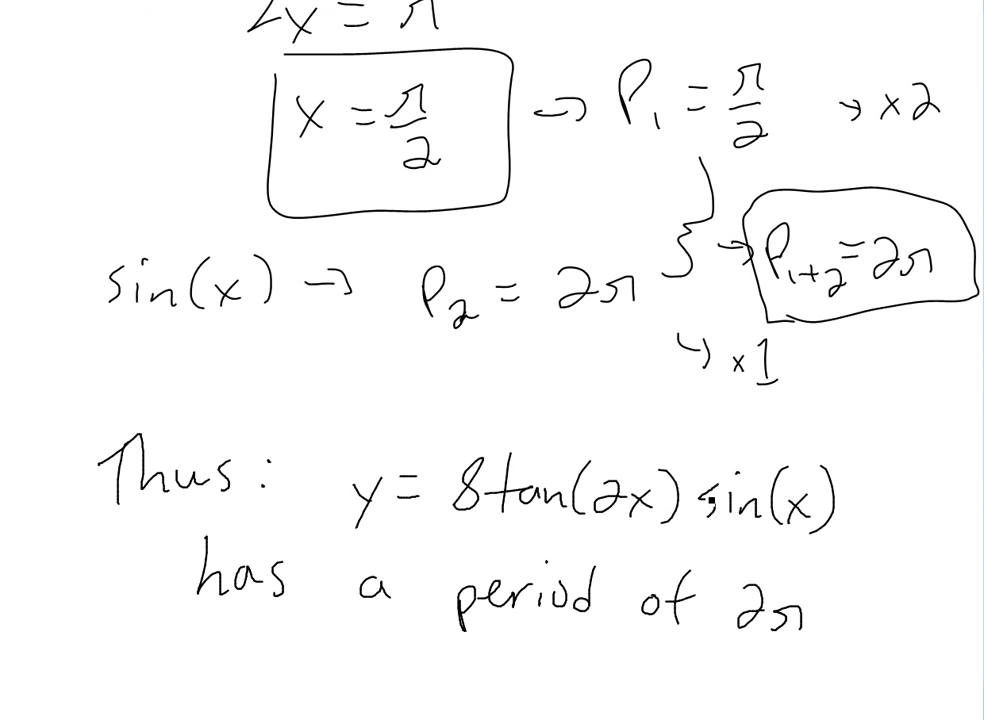 2x = π
x = π/2 → P₁ = π/2 → x2
sin(x) → P₂ = 2π } → P₁₊₂ = 2π
↪ x1
Thus: y = 8tan(2x) sin(x)
has a period of 2π